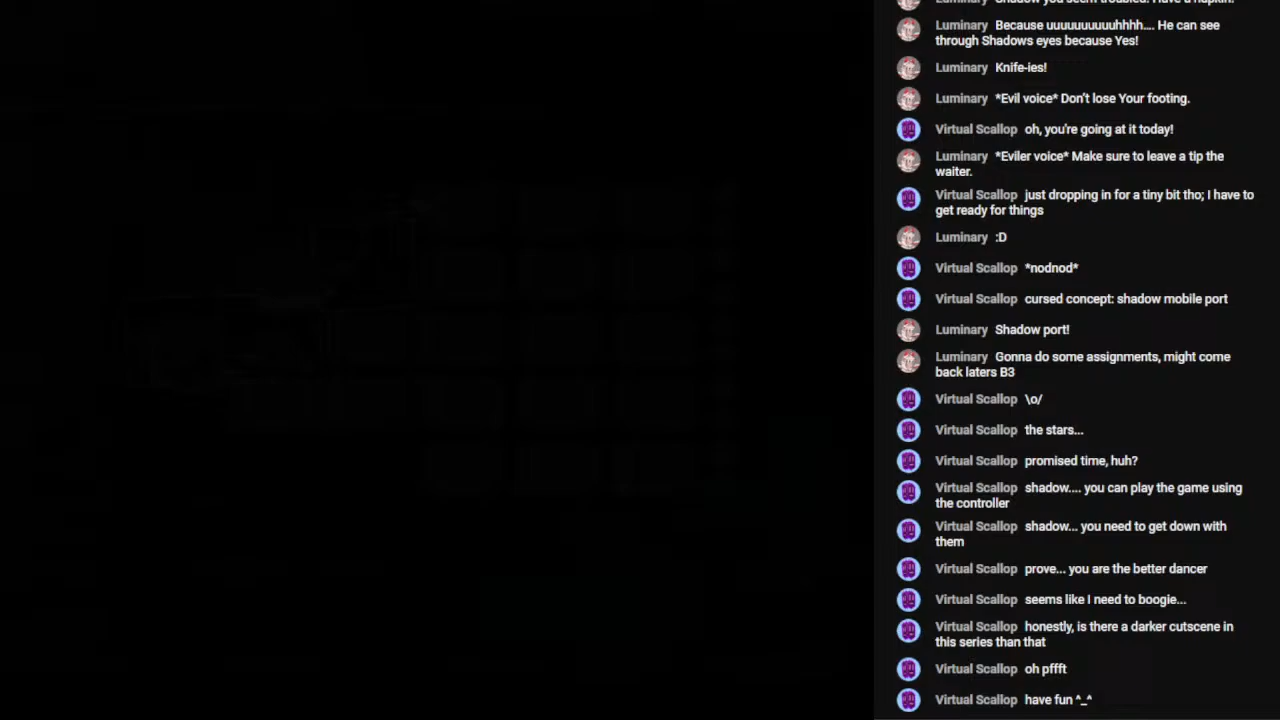 Luminary Shadow you seem troubled. Have a napkin.
Luminary Because uuuuuuuuuuhhhh.... He can see
through Shadows eyes because Yes!
Luminary Knife-ies!
Luminary *Evil voice* Don't lose Your footing.
Virtual Scallop oh, you're going at it today!
Luminary *Eviler voice* Make sure to leave a tip the
waiter.
Virtual Scallop just dropping in for a tiny bit tho; I have to
get ready for things
Luminary :D
Virtual Scallop *nodnod*
Virtual Scallop cursed concept: shadow mobile port
Luminary Shadow port!
Luminary Gonna do some assignments, might come
back laters B3
Virtual Scallop \o/
Virtual Scallop the stars...
Virtual Scallop promised time, huh?
Virtual Scallop shadow.... you can play the game using
the controller
Virtual Scallop shadow... you need to get down with
them
Virtual Scallop prove... you are the better dancer
Virtual Scallop seems like I need to boogie...
Virtual Scallop honestly, is there a darker cutscene in
this series than that
Virtual Scallop oh pffft
Virtual Scallop have fun ^_^